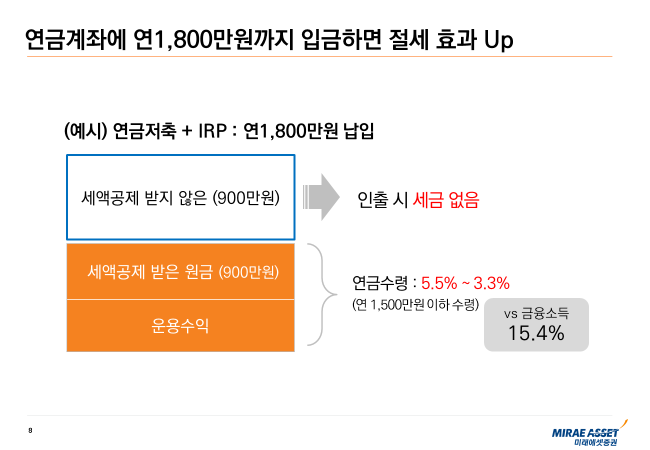 연금계좌에 연1,800만원까지 입금하면 절세 효과 Up
(예시) 연금저축 + IRP : 연1,800만원 납입
세액공제 받지 않은 (900만원)
인출 시 세금 없음
세액공제 받은 원금 (900만원)
운용수익
연금수령 : 5.5% ~ 3.3%
(연 1,500만원 이하 수령)
vs 금융소득
15.4%
8
MIRAE ASSET
미래에셋증권